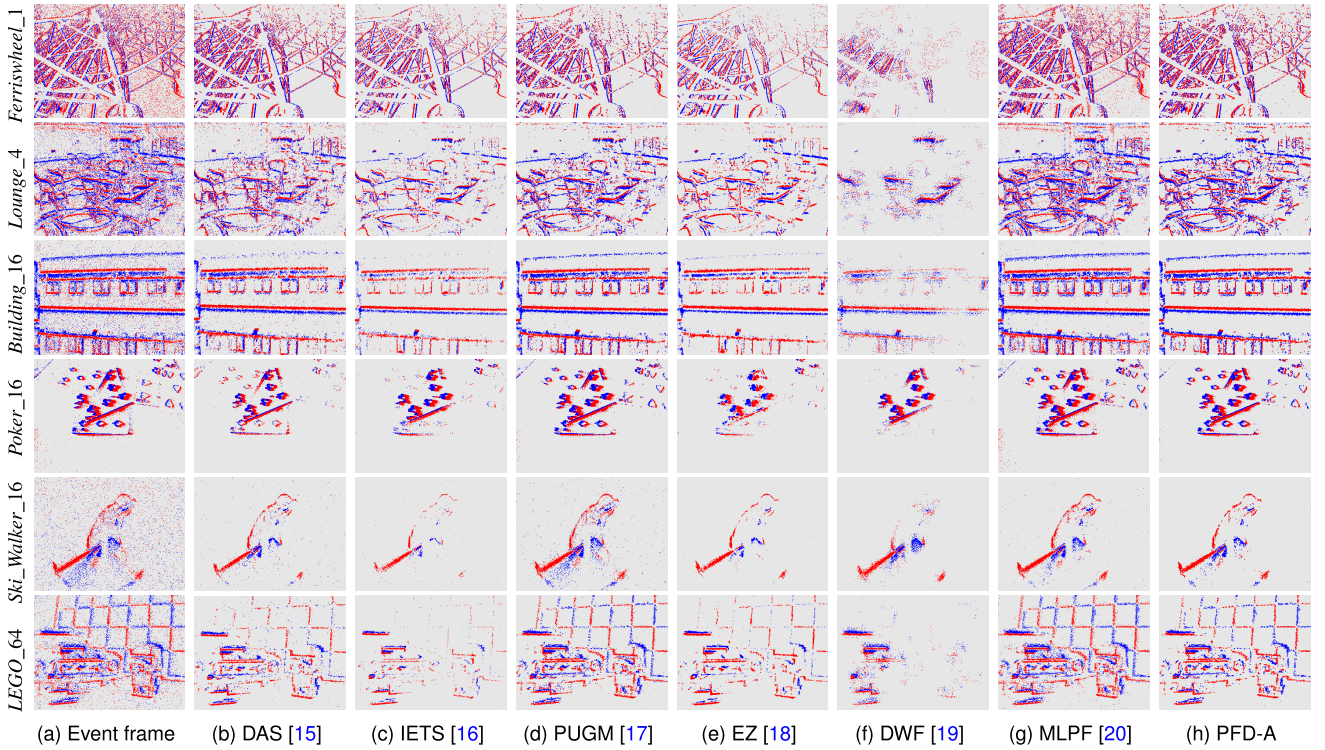 Ferriswheel_1
Lounge_4
Building_16
Poker_16
Ski_Walker_16
LEGO_64
(a) Event frame (b) DAS [15] (c) IETS [16] (d) PUGM [17] (e) EZ [18] (f) DWF [19] (g) MLPF [20] (h) PFD-A